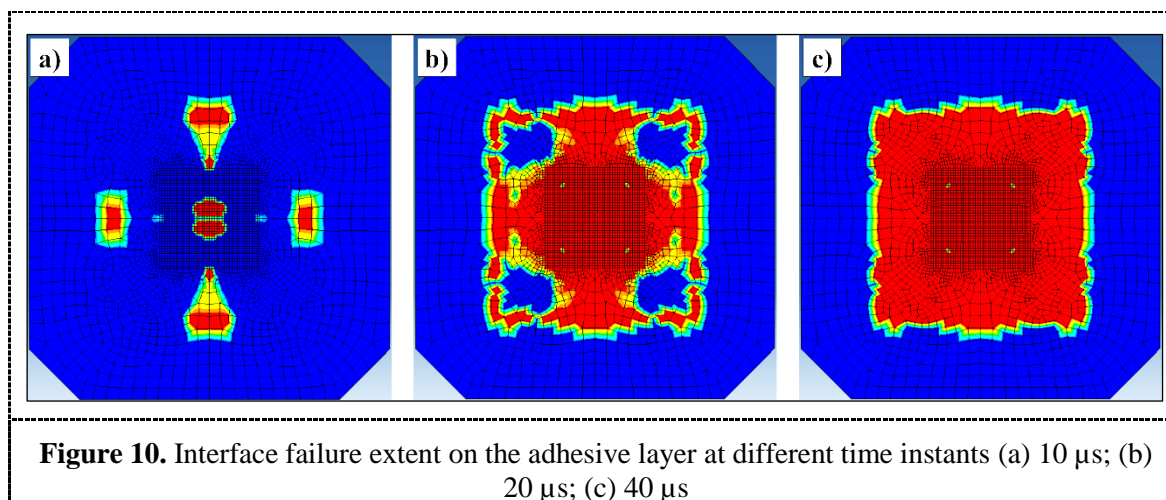 a)
b)
c)
Figure 10. Interface failure extent on the adhesive layer at different time instants (a) 10 µs; (b)
20 µs; (c) 40 µs